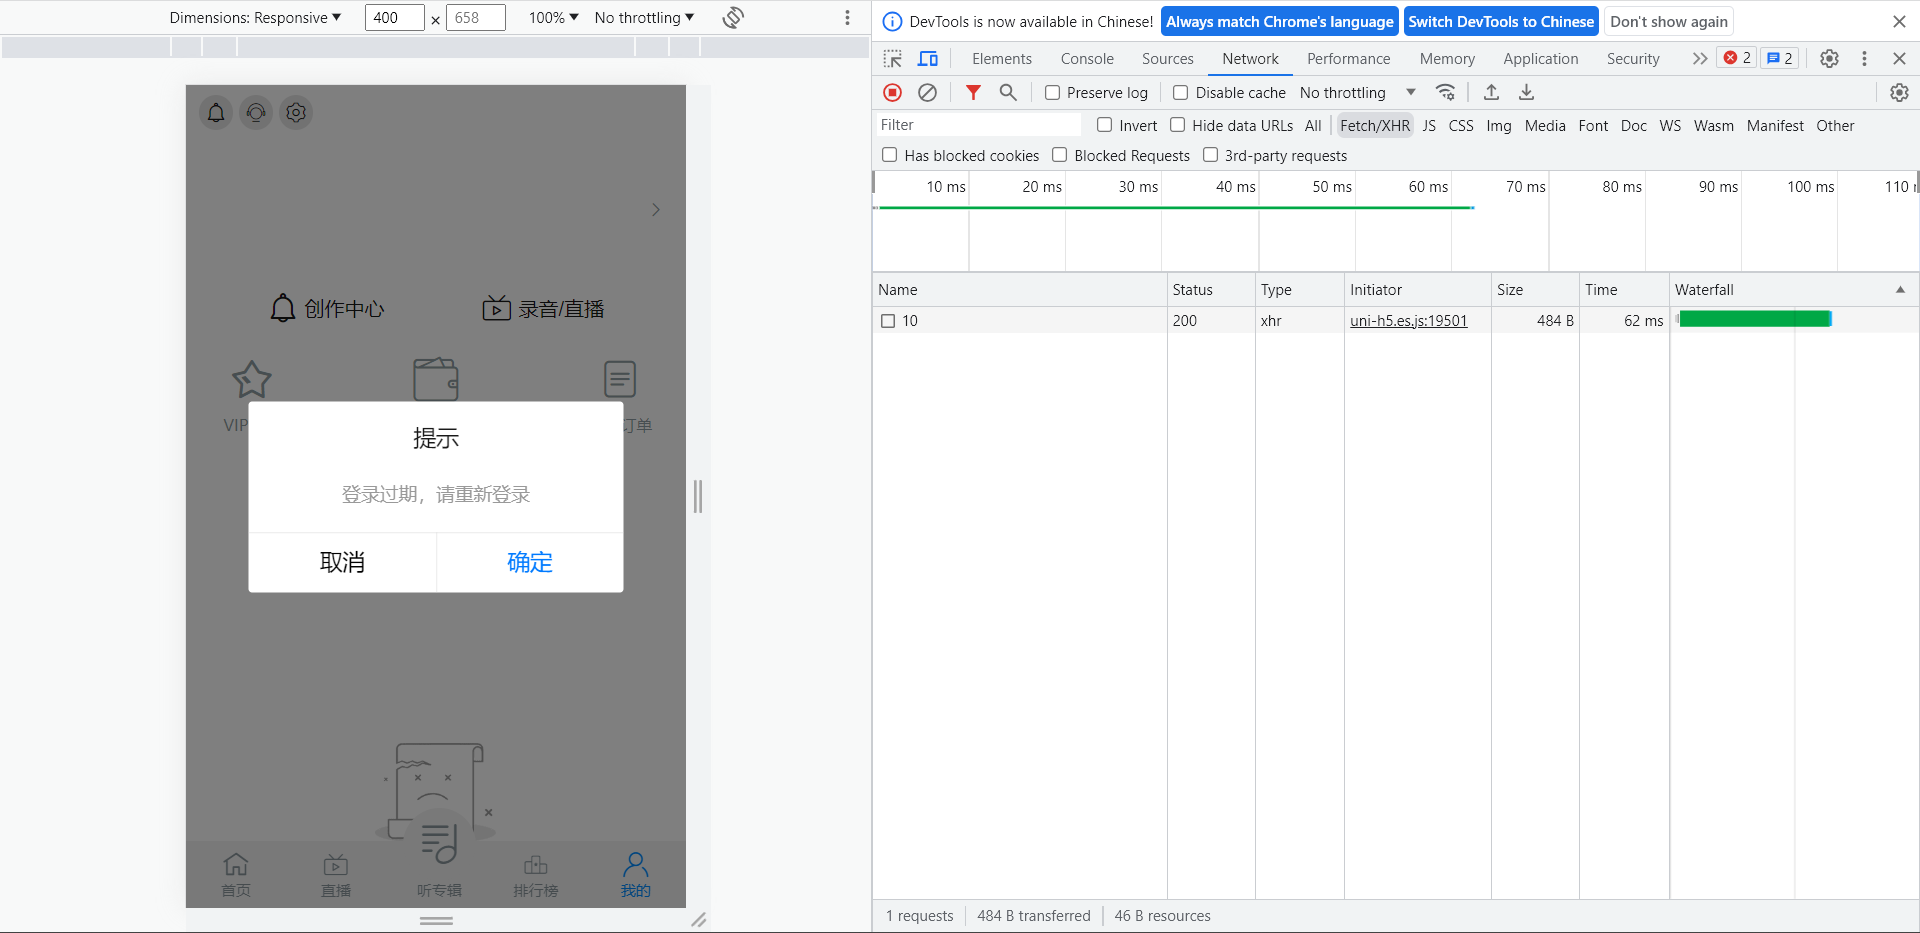 Dimensions: Responsive ▼ 400 × 658 100% ▼ No throttling ▼
创作中心 录音/直播
VIP 订单
提示
登录过期，请重新登录
取消 确定
首页 直播 听专辑 排行榜 我的
DevTools is now available in Chinese! Always match Chrome's language Switch DevTools to Chinese Don't show again
Elements Console Sources Network Performance Memory Application Security 2 2
Preserve log Disable cache No throttling
Filter Invert Hide data URLs All Fetch/XHR JS CSS Img Media Font Doc WS Wasm Manifest Other
Has blocked cookies Blocked Requests 3rd-party requests
10 ms 20 ms 30 ms 40 ms 50 ms 60 ms 70 ms 80 ms 90 ms 100 ms 110
Name Status Type Initiator Size Time Waterfall
10 200 xhr uni-h5.es.js:19501 484 B 62 ms
1 requests 484 B transferred 46 B resources